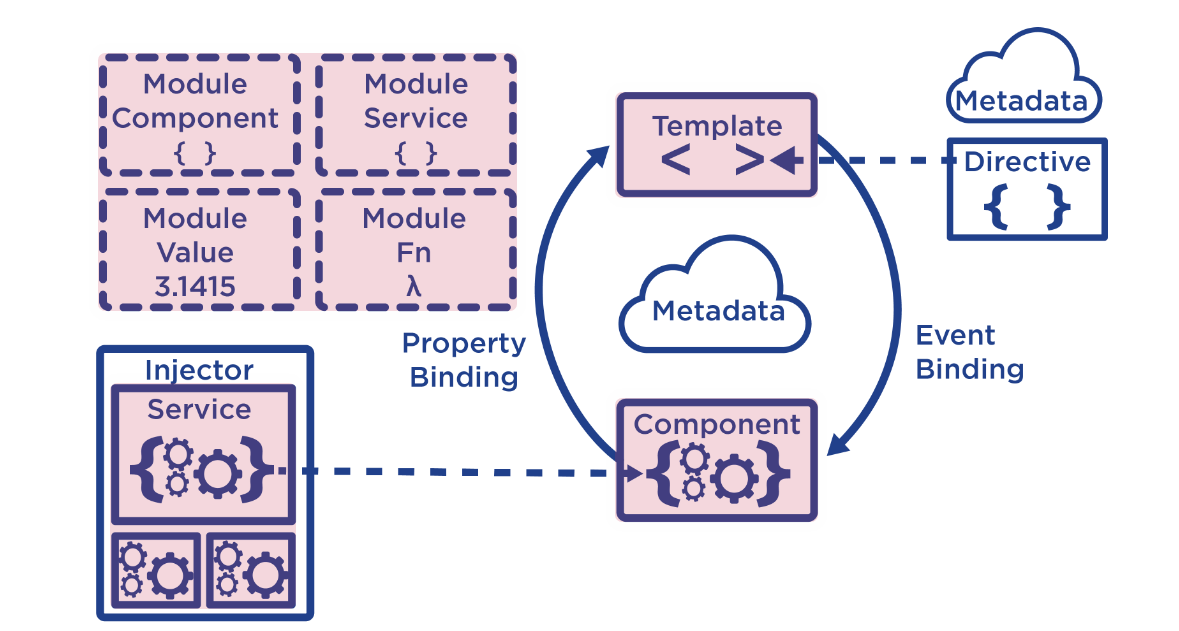 Module
Component
{ }
Module
Service
{ }
Module
Value
3.1415
Module
Fn
λ
Template
< >
Metadata
Directive
{ }
Metadata
Property
Binding
Event
Binding
Injector
Service
{ }
Component
{ }